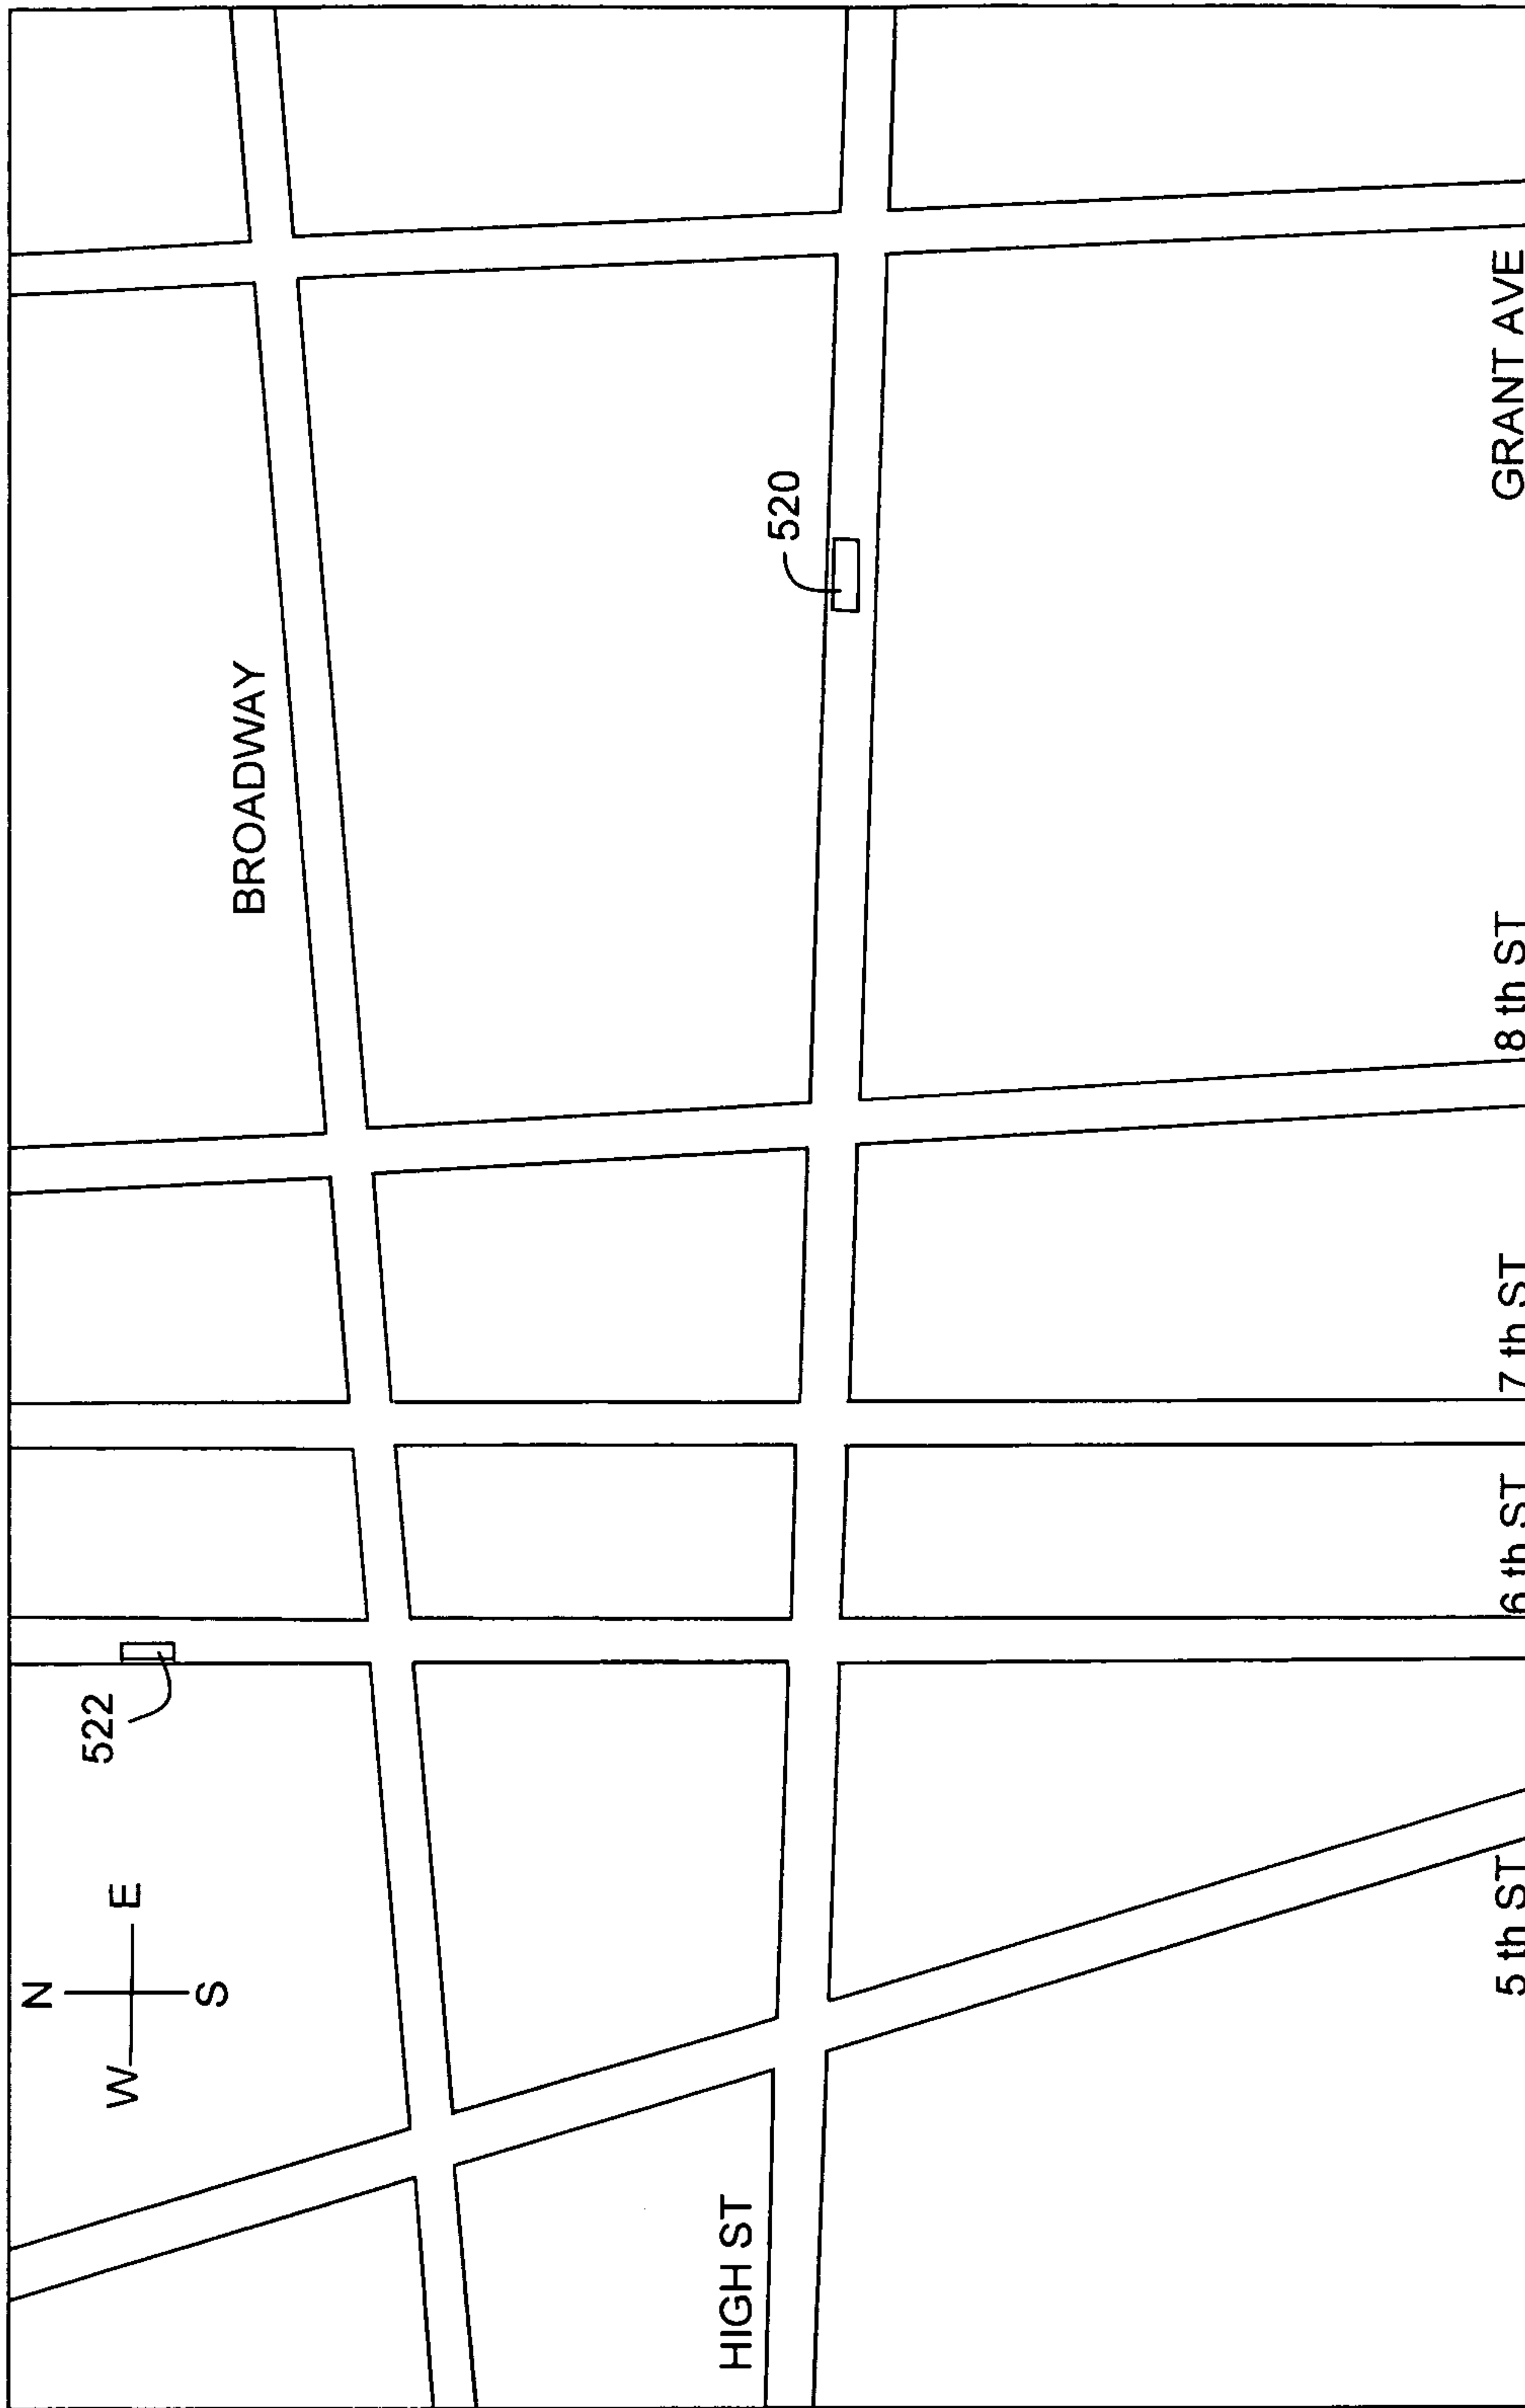 N
W
E
S
522
BROADWAY
520
HIGH ST
5 th ST
6 th ST
7 th ST
8 th ST
GRANT AVE